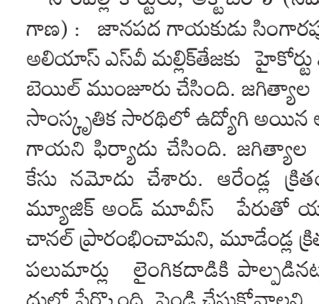 గాణ) : జానపద గాయకుడు సింగారపు
అలియాస్ ఎస్‌వీ మల్లిక్‌తేజకు హైకోర్టు
బెయిల్ మంజూరు చేసింది. జగిత్యాల
సాంస్కృతిక సారథిలో ఉద్యోగి అయిన
గాయని ఫిర్యాదు చేసింది. జగిత్యాల
కేసు నమోదు చేశారు. ఆరేండ్ల క్రితం
మ్యూజిక్ అండ్ మూవీస్ పేరుతో
చానల్ ప్రారంభించామని, మూడేండ్ల
పలుమార్లు లైంగికదాడికి పాల్పడినట
పేర్కొంది. పెండ్లి చేసుకోవాలని